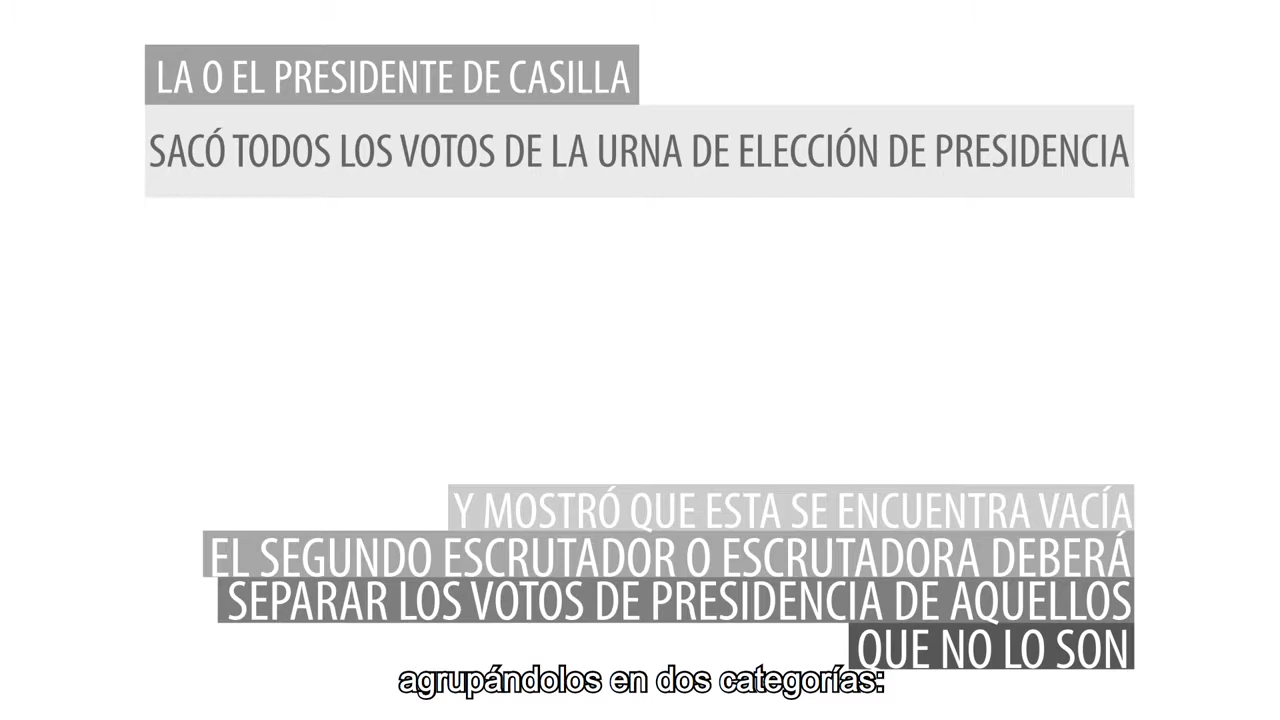 LA O EL PRESIDENTE DE CASILLA
SACÓ TODOS LOS VOTOS DE LA URNA DE ELECCIÓN DE PRESIDENCIA
Y MOSTRÓ QUE ESTA SE ENCUENTRA VACÍA
EL SEGUNDO ESCRUTADOR O ESCRUTADORA DEBERÁ
SEPARAR LOS VOTOS DE PRESIDENCIA DE AQUELLOS
QUE NO LO SON
agrupándolos en dos categorías: